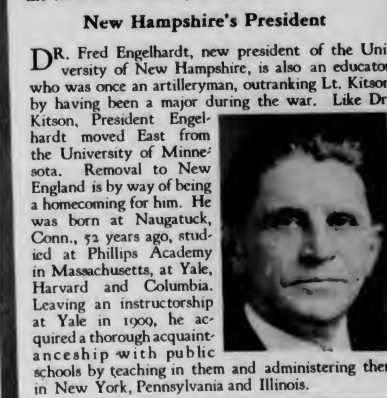 New Hampshire's President
DR. Fred Engelhardt, new president of the Uni-
versity of New Hampshire, is also an educator
who was once an artilleryman, outranking Lt. Kitson
by having been a major during the war. Like Dr.
Kitson, President Engel-
hardt moved East from
the University of Minne-
sota. Removal to New
England is by way of being
a homecoming for him. He
was born at Naugatuck,
Conn., 52 years ago, stud-
ied at Phillips Academy
in Massachusetts, at Yale,
Harvard and Columbia.
Leaving an instructorship
at Yale in 1909, he ac-
quired a thorough acquaint-
anceship with public
schools by teaching in them and administering them
in New York, Pennsylvania and Illinois.